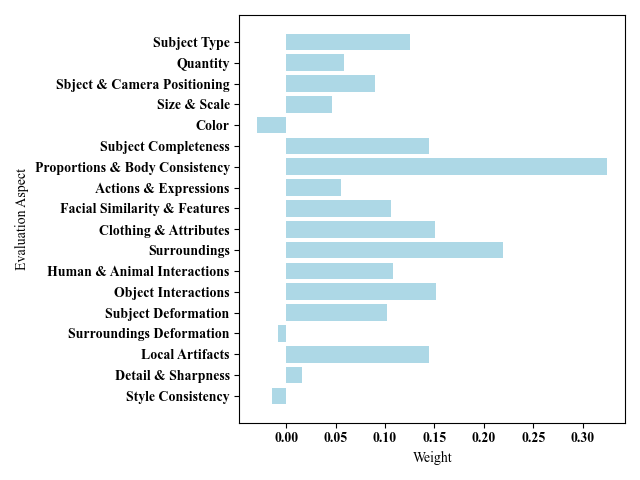 Subject Type
Quantity
Sbject & Camera Positioning
Size & Scale
Color
Subject Completeness
Proportions & Body Consistency
Actions & Expressions
Facial Similarity & Features
Clothing & Attributes
Surroundings
Human & Animal Interactions
Object Interactions
Subject Deformation
Surroundings Deformation
Local Artifacts
Detail & Sharpness
Style Consistency
Evaluation Aspect
0.00 0.05 0.10 0.15 0.20 0.25 0.30
Weight